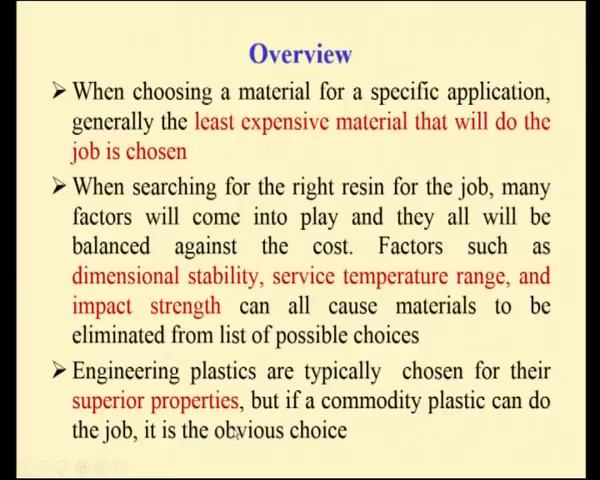 Overview
➤ When choosing a material for a specific application,
generally the least expensive material that will do the
job is chosen
➤ When searching for the right resin for the job, many
factors will come into play and they all will be
balanced against the cost. Factors such as
dimensional stability, service temperature range, and
impact strength can all cause materials to be
eliminated from list of possible choices
➤ Engineering plastics are typically chosen for their
superior properties, but if a commodity plastic can do
the job, it is the obvious choice